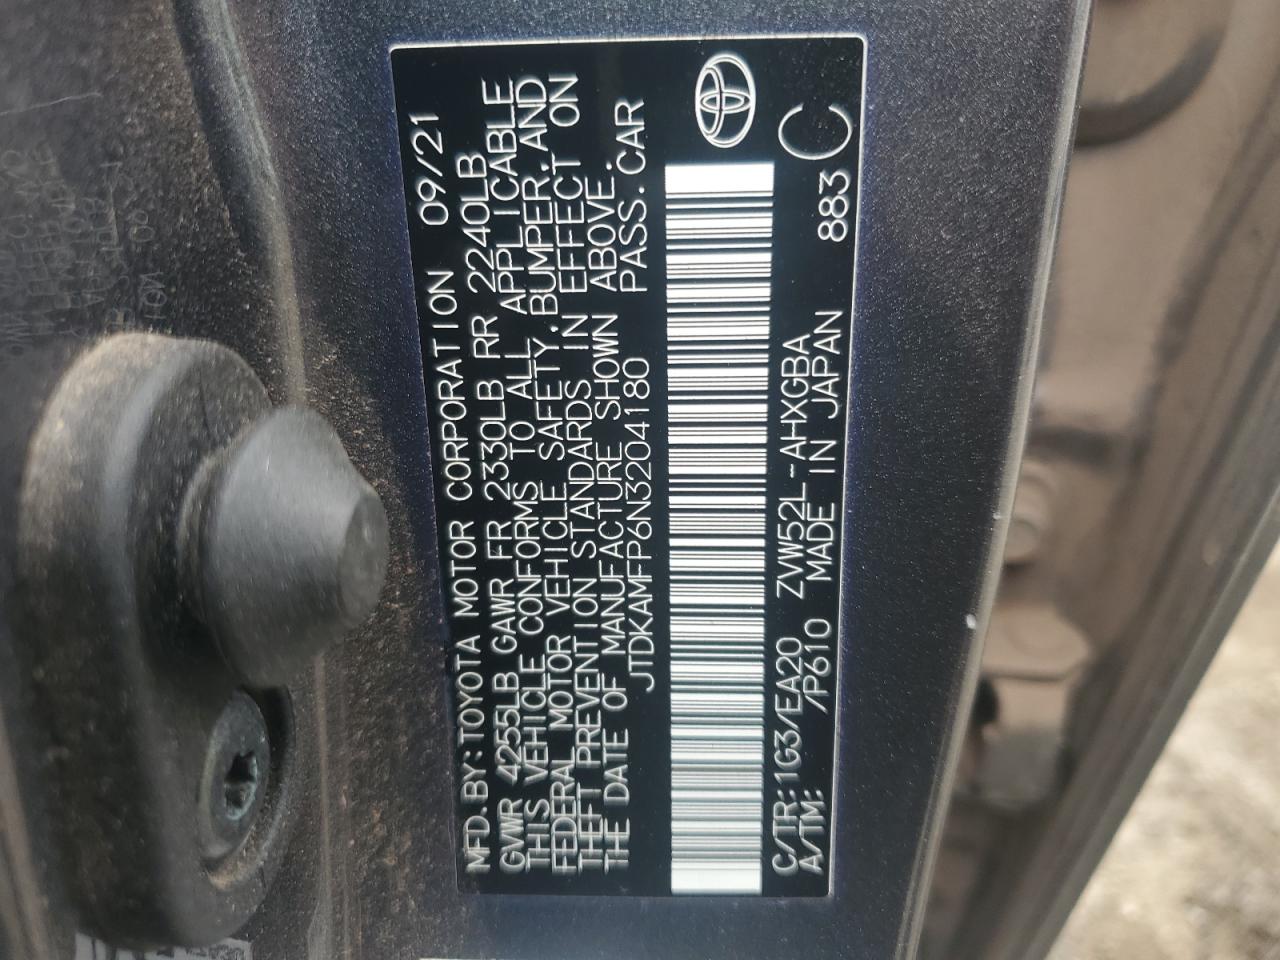 MFD. BY: TOYOTA MOTOR CORPORATION 09/21
GVWR 4255LB GAWR FR 2330LB RR 2240LB
THIS VEHICLE CONFORMS TO ALL APPLICABLE
FEDERAL MOTOR VEHICLE SAFETY, BUMPER, AND
THEFT PREVENTION STANDARDS IN EFFECT ON
THE DATE OF MANUFACTURE SHOWN ABOVE.
JTDKAMFP6N3204180 PASS. CAR
C/TR: 1G3/EA20 ZVW52L-AHXGBA
A/TM: /P610 MADE IN JAPAN 883 C